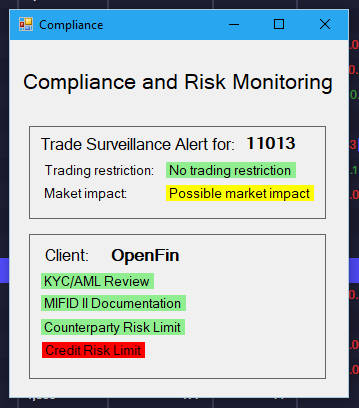 Compliance
Compliance and Risk Monitoring
Trade Surveillance Alert for: 11013
Trading restriction: No trading restriction
Maket impact: Possible market impact
Client: OpenFin
KYC/AML Review
MIFID II Documentation
Counterparty Risk Limit
Credit Risk Limit